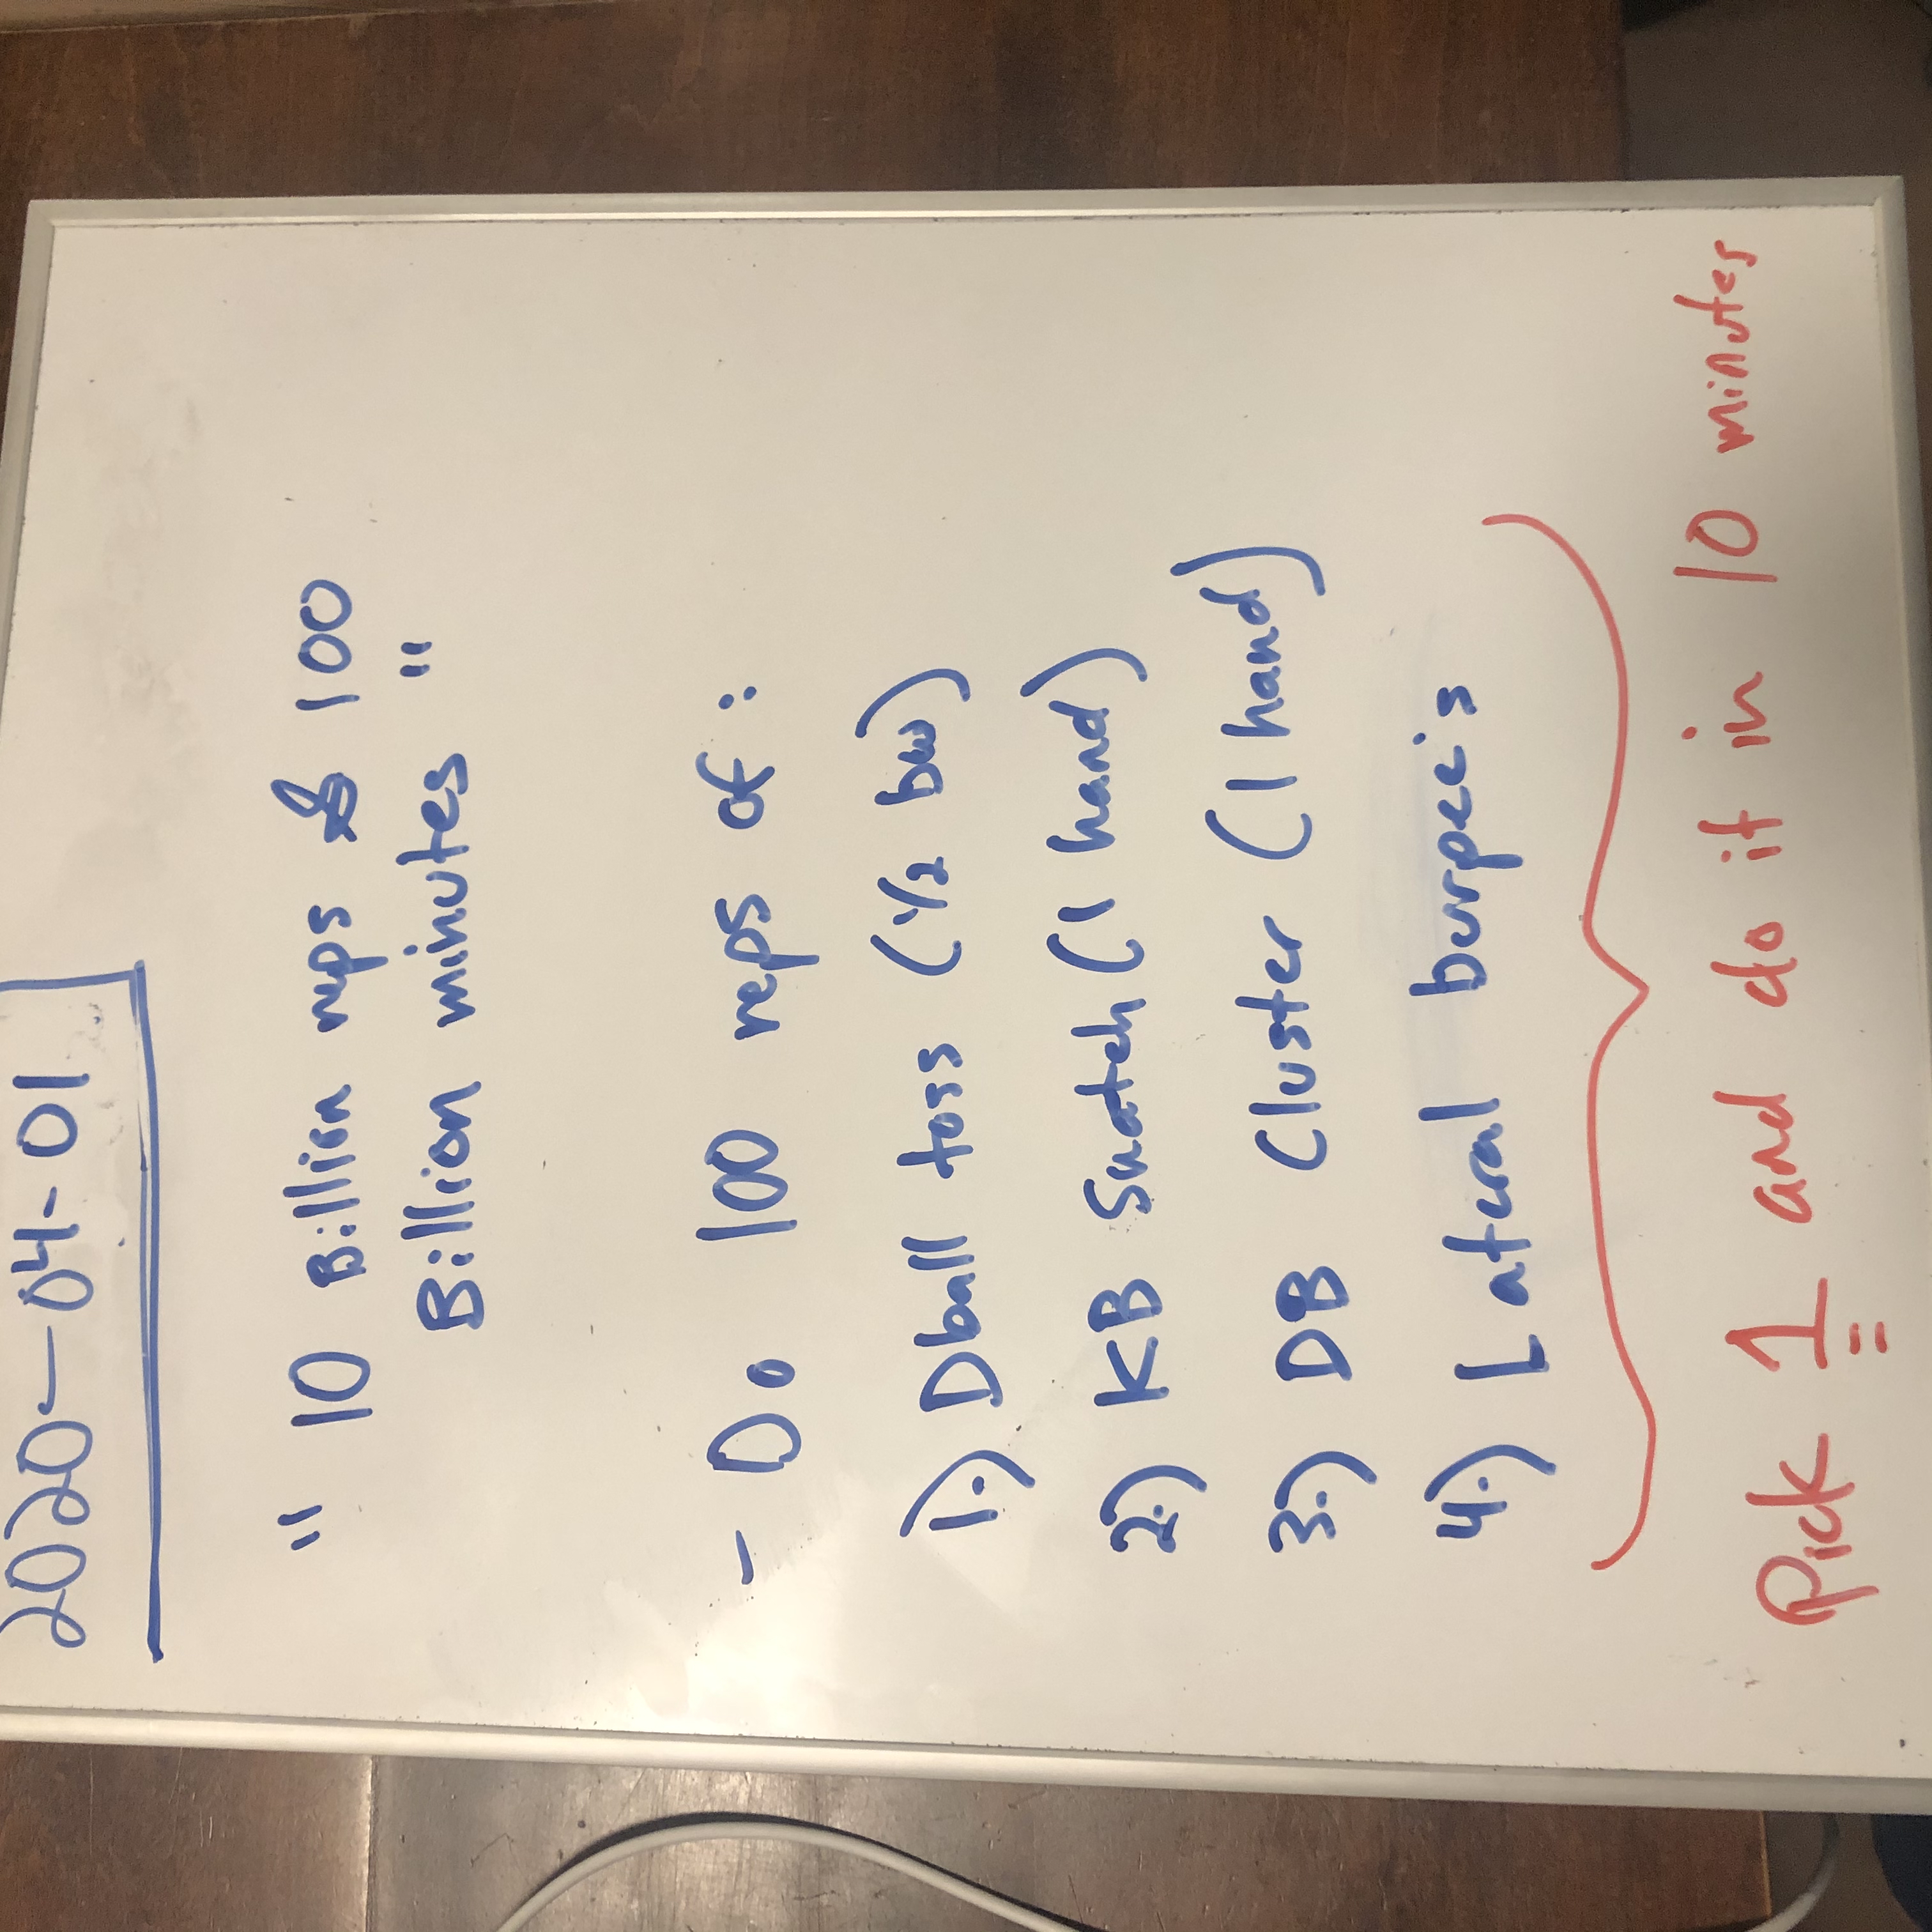 2020-04-01
" 10 Billion reps & 100
Billion minutes "
- Do 100 reps of :
1.) Dball toss (1/2 bw)
2.) KB Snatch (1 hand)
3.) DB Cluster (1 hand)
4.) Lateral burpee's
Pick 1 and do it in 10 minutes